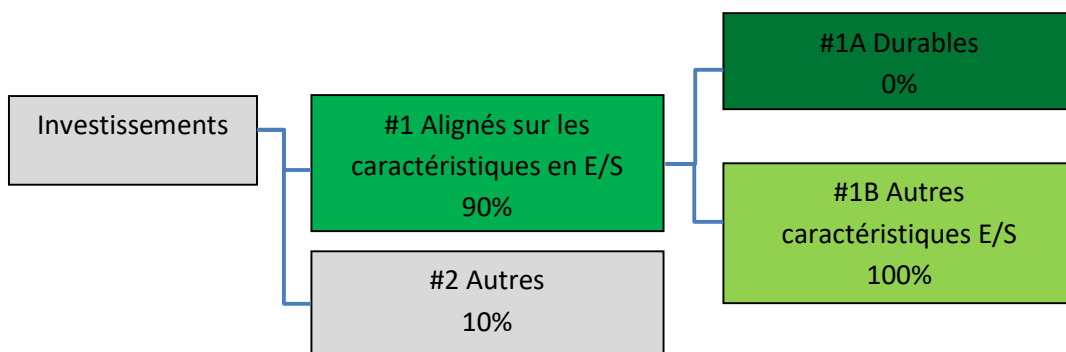 Investissements
#1 Alignés sur les
caractéristiques en E/S
90%
#2 Autres
10%
#1A Durables
0%
#1B Autres
caractéristiques E/S
100%